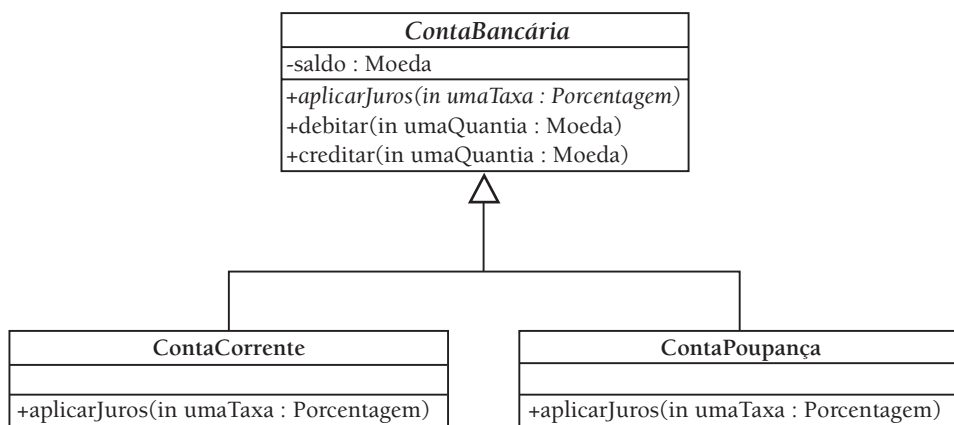 ContaBancária
-saldo : Moeda
+aplicarJuros(in umaTaxa : Porcentagem)
+debitar(in umaQuantia : Moeda)
+creditar(in umaQuantia : Moeda)
ContaCorrente
+aplicarJuros(in umaTaxa : Porcentagem)
ContaPoupança
+aplicarJuros(in umaTaxa : Porcentagem)